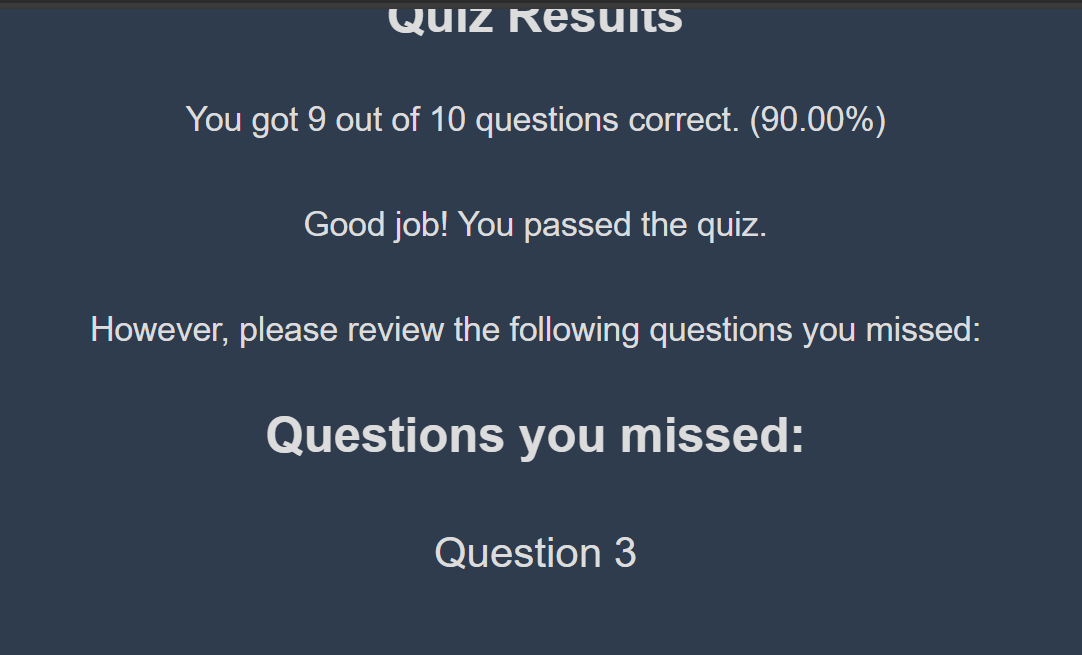 Quiz Results
You got 9 out of 10 questions correct. (90.00%)
Good job! You passed the quiz.
However, please review the following questions you missed:
Questions you missed:
Question 3